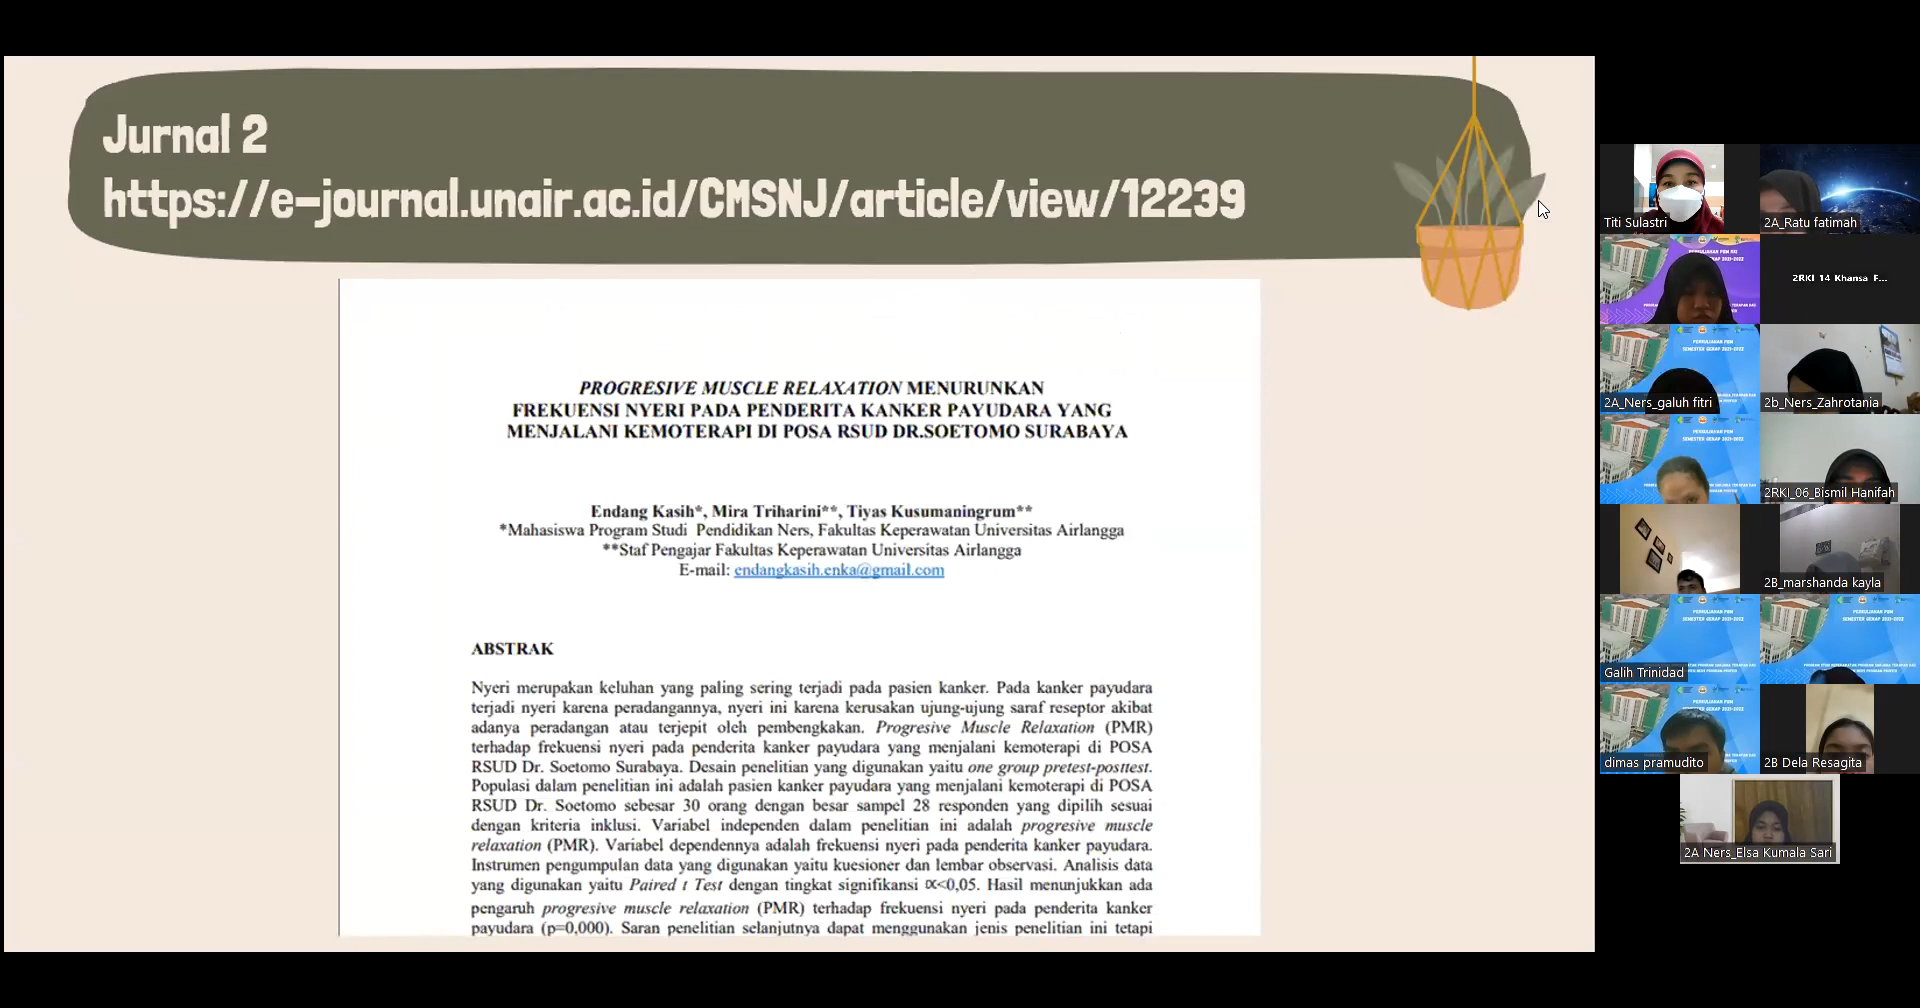 Jurnal 2
https://e-journal.unair.ac.id/CMSNJ/article/view/12239
PROGRESIVE MUSCLE RELAXATION MENURUNKAN
FREKUENSI NYERI PADA PENDERITA KANKER PAYUDARA YANG
MENJALANI KEMOTERAPI DI POSA RSUD DR.SOETOMO SURABAYA
Endang Kasih*, Mira Triharini**, Tiyas Kusumaningrum**
*Mahasiswa Program Studi Pendidikan Ners, Fakultas Keperawatan Universitas Airlangga
**Staf Pengajar Fakultas Keperawatan Universitas Airlangga
E-mail: endangkasih.enka@gmail.com
ABSTRAK
Nyeri merupakan keluhan yang paling sering terjadi pada pasien kanker. Pada kanker payudara
terjadi nyeri karena peradangannya, nyeri ini karena kerusakan ujung-ujung saraf reseptor akibat
adanya peradangan atau terjepit oleh pembengkakan. Progresive Muscle Relaxation (PMR)
terhadap frekuensi nyeri pada penderita kanker payudara yang menjalani kemoterapi di POSA
RSUD Dr. Soetomo Surabaya. Desain penelitian yang digunakan yaitu one group pretest-posttest.
Populasi dalam penelitian ini adalah pasien kanker payudara yang menjalani kemoterapi di POSA
RSUD Dr. Soetomo sebesar 30 orang dengan besar sampel 28 responden yang dipilih sesuai
dengan kriteria inklusi. Variabel independen dalam penelitian ini adalah progresive muscle
relaxation (PMR). Variabel dependennya adalah frekuensi nyeri pada penderita kanker payudara.
Instrumen pengumpulan data yang digunakan yaitu kuesioner dan lembar observasi. Analisis data
yang digunakan yaitu Paired t Test dengan tingkat signifikansi ∝<0,05. Hasil menunjukkan ada
pengaruh progresive muscle relaxation (PMR) terhadap frekuensi nyeri pada penderita kanker
payudara (p=0,000). Saran penelitian selanjutnya dapat menggunakan jenis penelitian ini tetapi
Titi Sulastri
2A_Ratu fatimah
2RKI_14 Khansa F...
2A_Ners_galuh fitri
2b_Ners_Zahrotania
2RKI_06_Bismil Hanifah
2B_marshanda kayla
Galih Trinidad
dimas pramudito
2B Dela Resagita
2A Ners_Elsa Kumala Sari
PERKULIAHAN PBM
SEMESTER GENAP 2021-2022